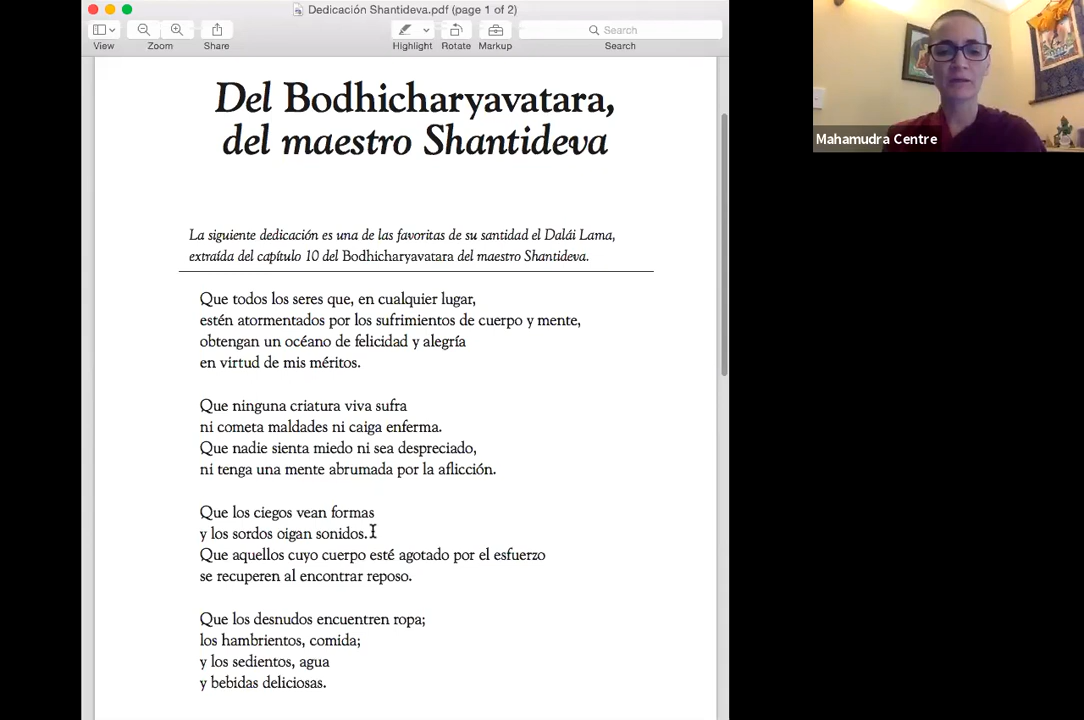 Dedicación Shantideva.pdf (page 1 of 2)
View
Zoom
Share
Highlight
Rotate
Markup
Search
Search
Del Bodhicharyavatara,
del maestro Shantideva
La siguiente dedicación es una de las favoritas de su santidad el Dalái Lama,
extraída del capítulo 10 del Bodhicharyavatara del maestro Shantideva.
Que todos los seres que, en cualquier lugar,
estén atormentados por los sufrimientos de cuerpo y mente,
obtengan un océano de felicidad y alegría
en virtud de mis méritos.
Que ninguna criatura viva sufra
ni cometa maldades ni caiga enferma.
Que nadie sienta miedo ni sea despreciado,
ni tenga una mente abrumada por la aflicción.
Que los ciegos vean formas
y los sordos oigan sonidos.
Que aquellos cuyo cuerpo esté agotado por el esfuerzo
se recuperen al encontrar reposo.
Que los desnudos encuentren ropa;
los hambrientos, comida;
y los sedientos, agua
y bebidas deliciosas.
Mahamudra Centre